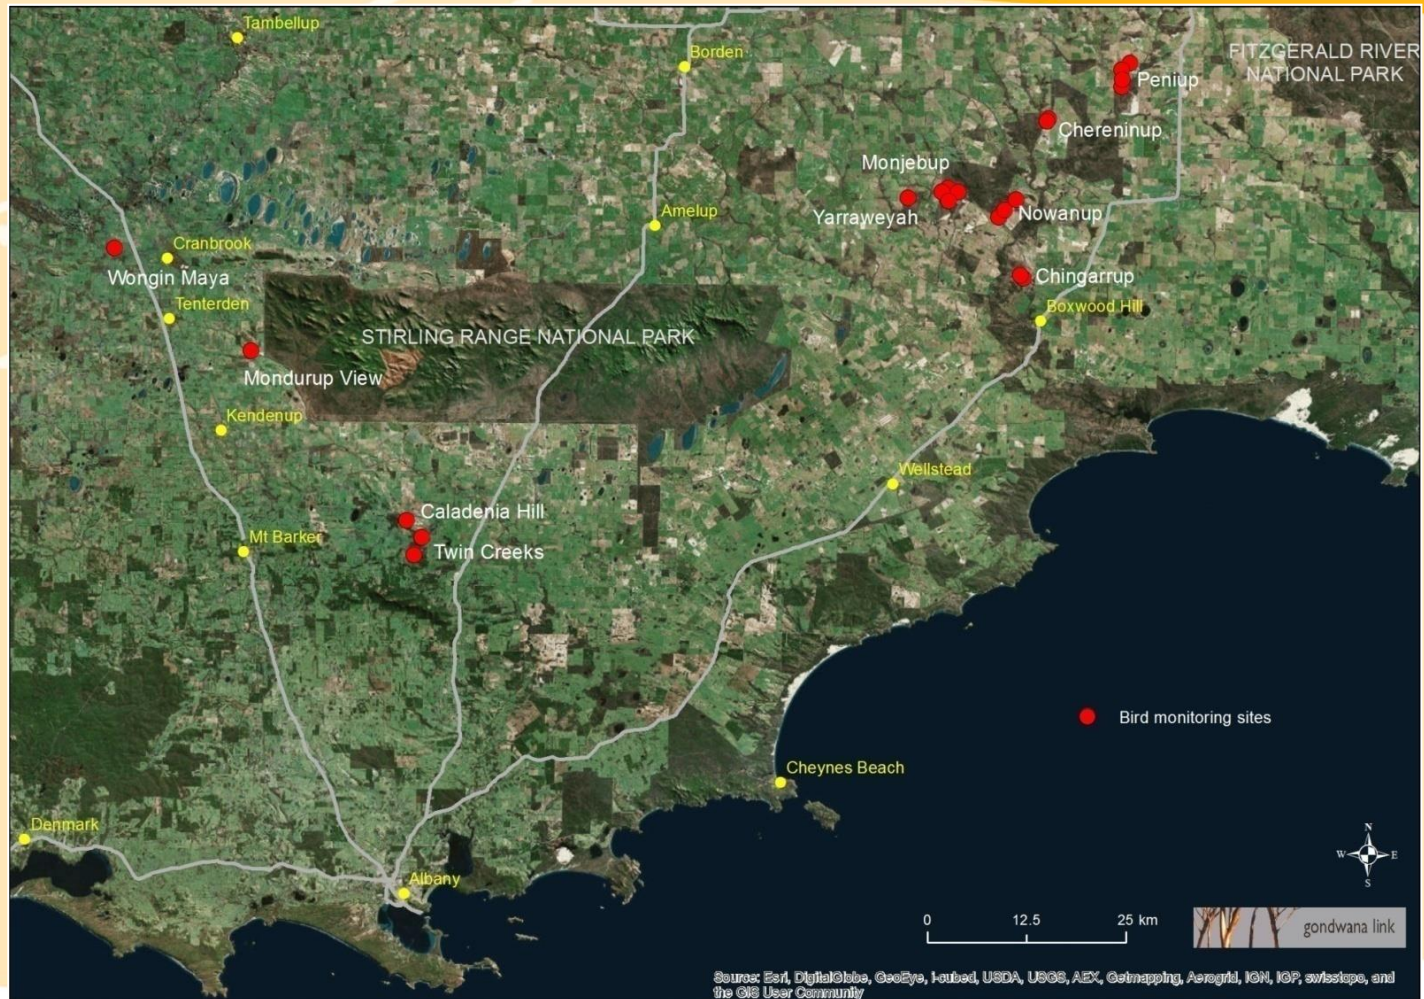 Tambellup
Borden
FITZGERALD RIVER
NATIONAL PARK
Peniup
Chereninup
Monjebup
Amelup
Yarraweyah
Nowanup
Cranbrook
Wongin Maya
Chingarrup
Tenterden
Boxwood Hill
STIRLING RANGE NATIONAL PARK
Mondurup View
Kendenup
Wellstead
Caladenia Hill
Mt Barker
Twin Creeks
Bird monitoring sites
Cheynes Beach
Denmark
N
W E
S
Albany
0 12.5 25 km
gondwana link
Source: Esri, DigitalGlobe, GeoEye, i-cubed, USDA, USGS, AEX, Getmapping, Aerogrid, IGN, IGP, swisstopo, and
the GIS User Community